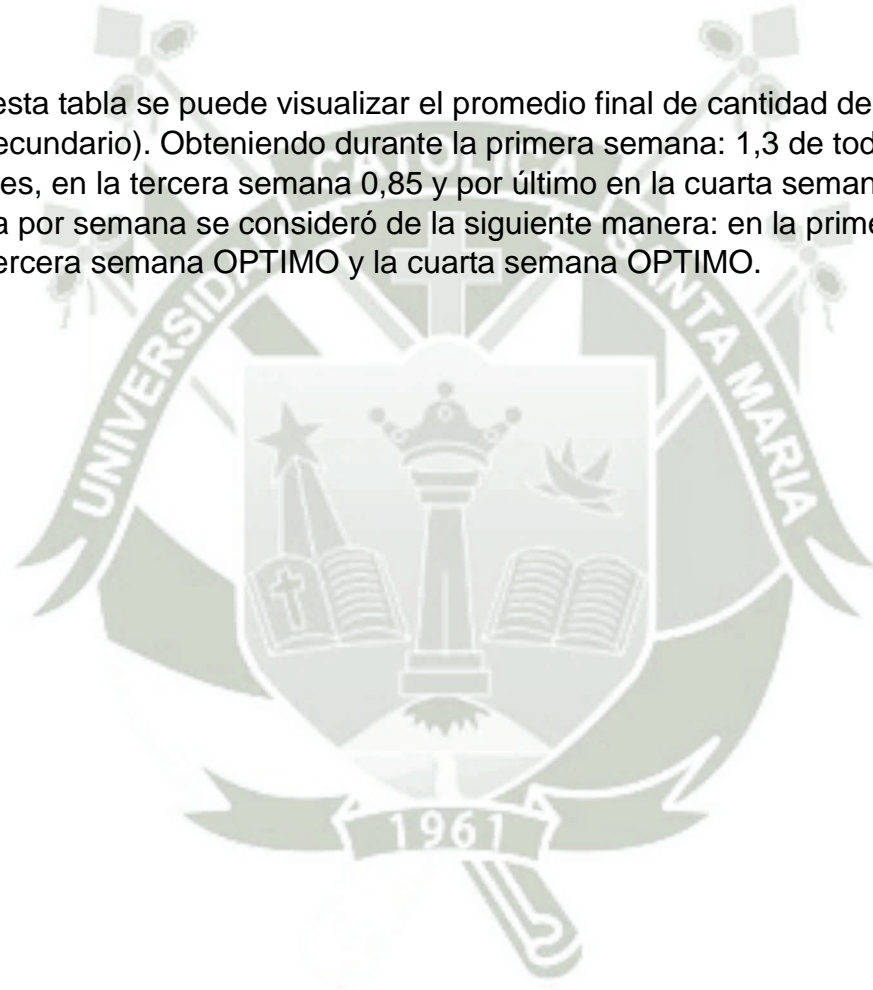 esta tabla se puede visualizar el promedio final de cantidad de
ecundario). Obteniendo durante la primera semana: 1,3 de tod
es, en la tercera semana 0,85 y por último en la cuarta seman
a por semana se consideró de la siguiente manera: en la prime
ercera semana OPTIMO y la cuarta semana OPTIMO.
UNIVERSIDAD CATOLICA SANTA MARIA
1961